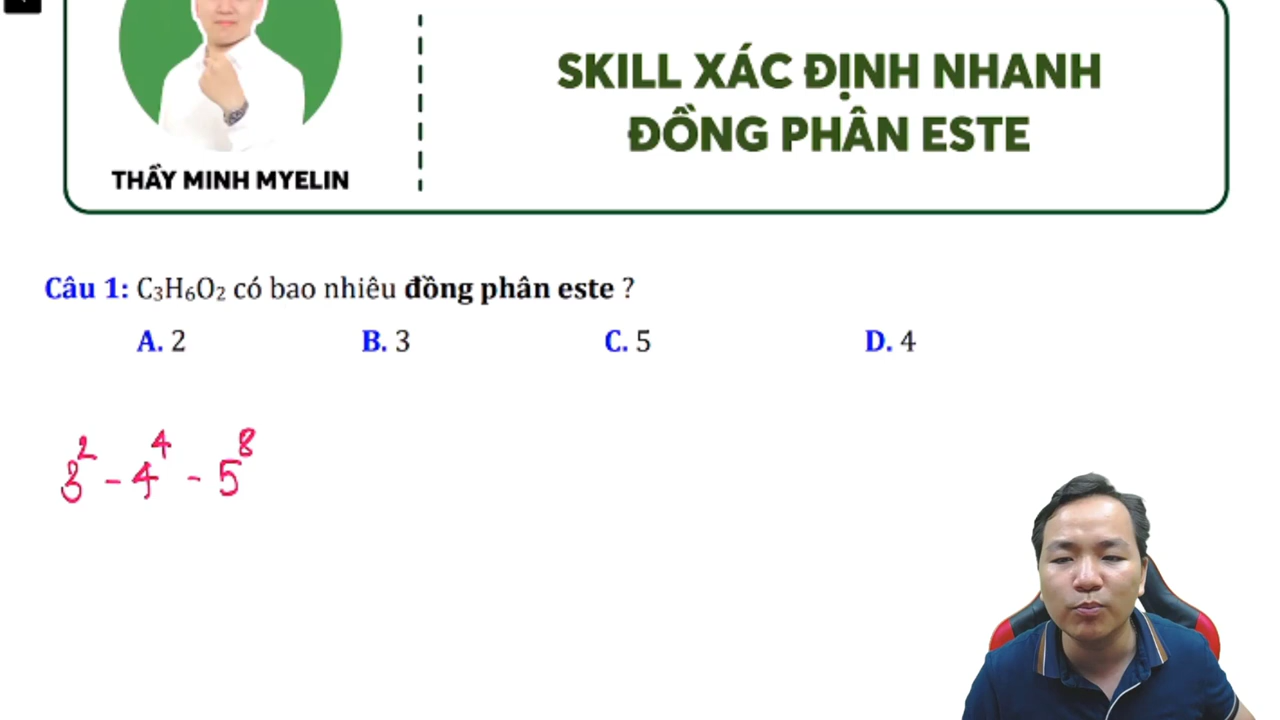 THẦY MINH MYELIN
SKILL XÁC ĐỊNH NHANH
ĐỒNG PHÂN ESTE
Câu 1: C₃H₆O₂ có bao nhiêu đồng phân este ?
A. 2 B. 3 C. 5 D. 4
3² - 4⁴ - 5⁸